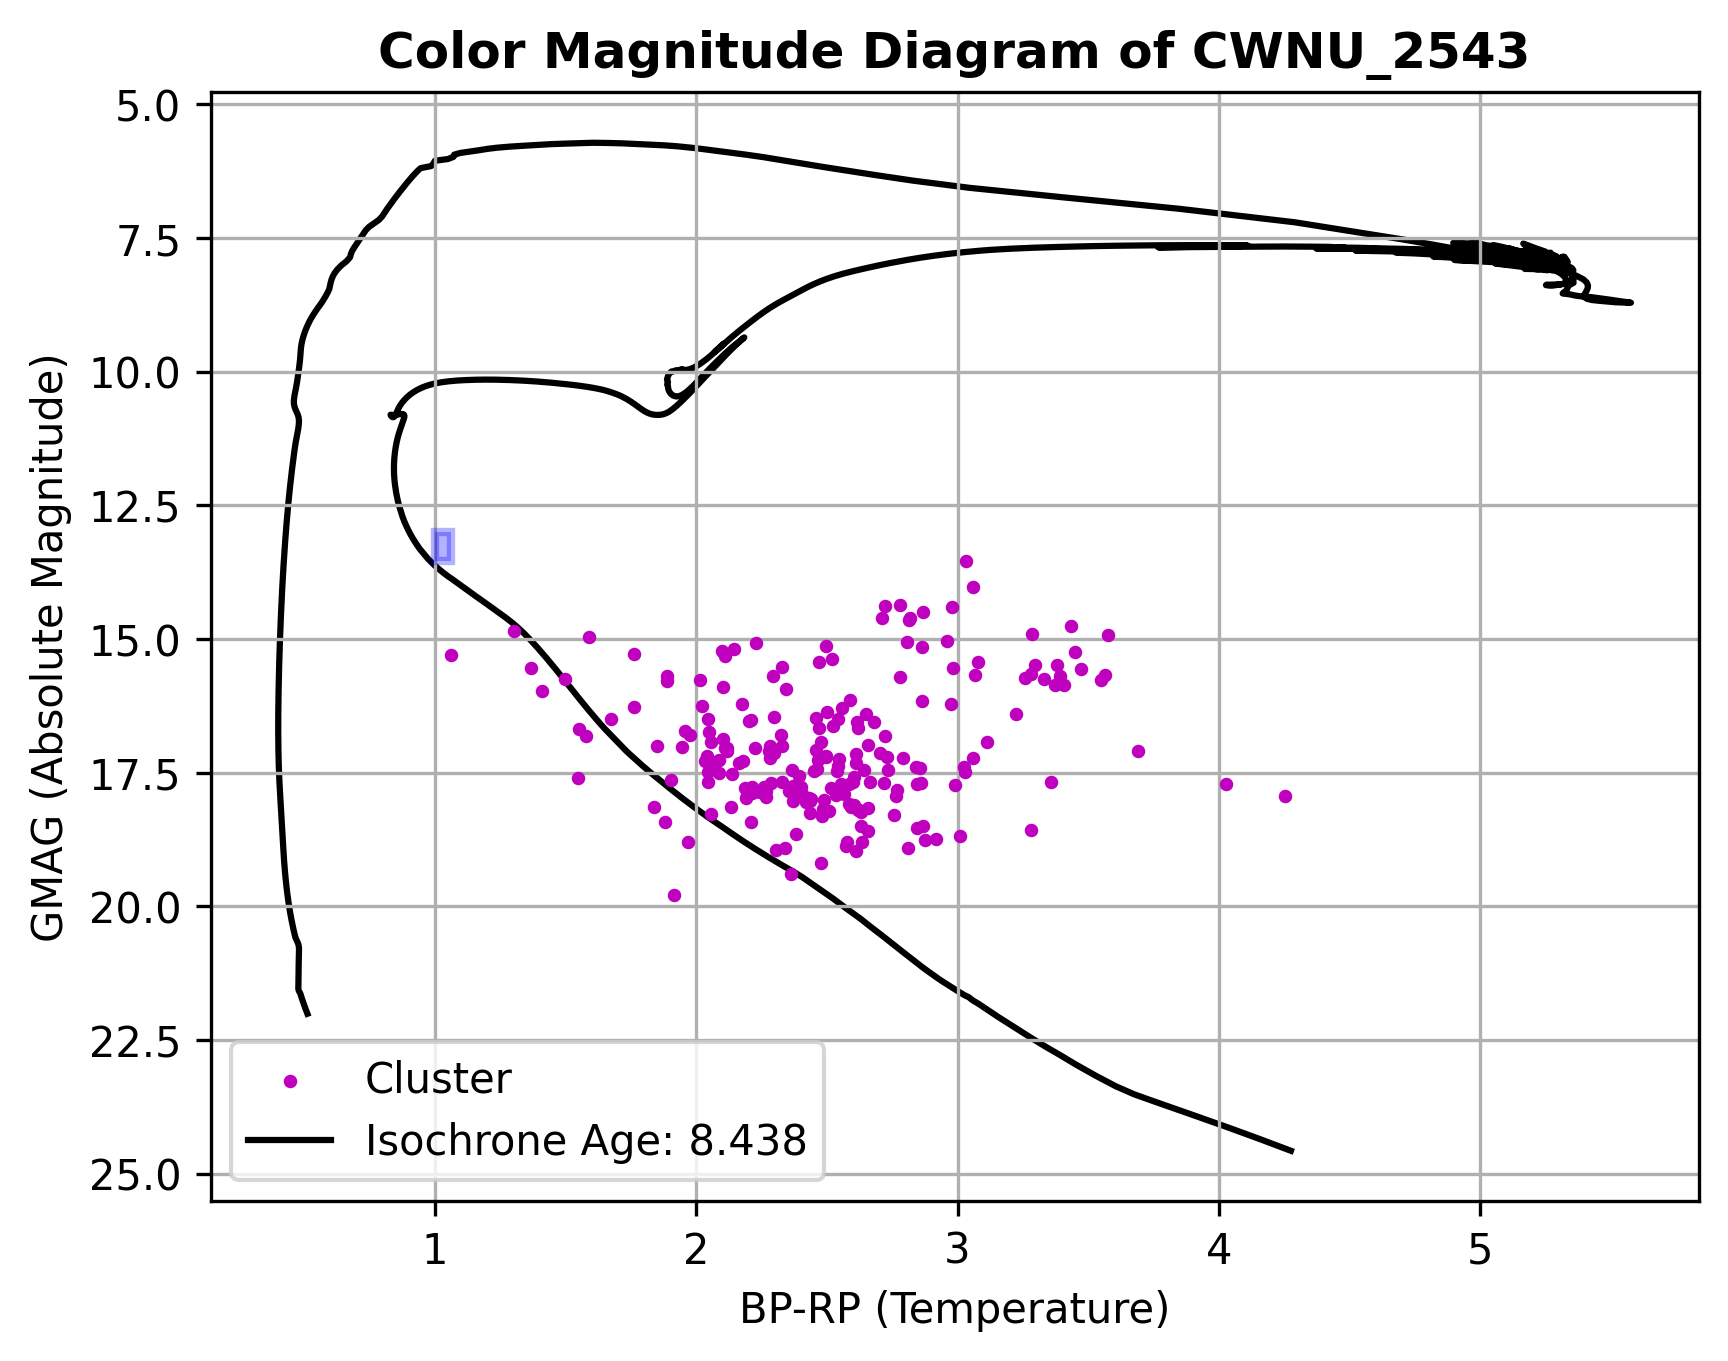 Color Magnitude Diagram of CWNU_2543
GMAG (Absolute Magnitude)
5.0
7.5
10.0
12.5
15.0
17.5
20.0
22.5
25.0
Cluster
Isochrone Age: 8.438
1 2 3 4 5
BP-RP (Temperature)